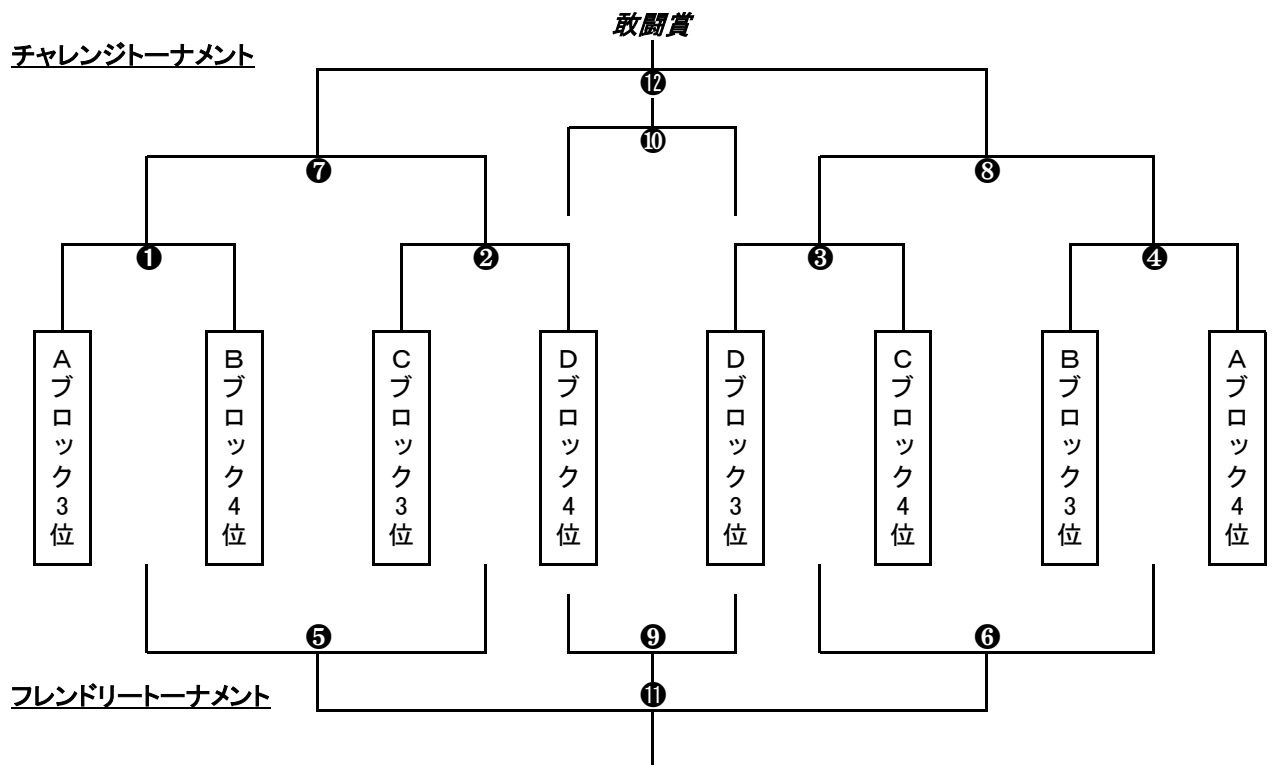 敢闘賞
チャレンジトーナメント
⓬
❿
❼
❽
❶
❷
❸
❹
Aブロック3位
Bブロック4位
Cブロック3位
Dブロック4位
Dブロック3位
Cブロック4位
Bブロック3位
Aブロック4位
❺
❾
❻
フレンドリートーナメント
⓫